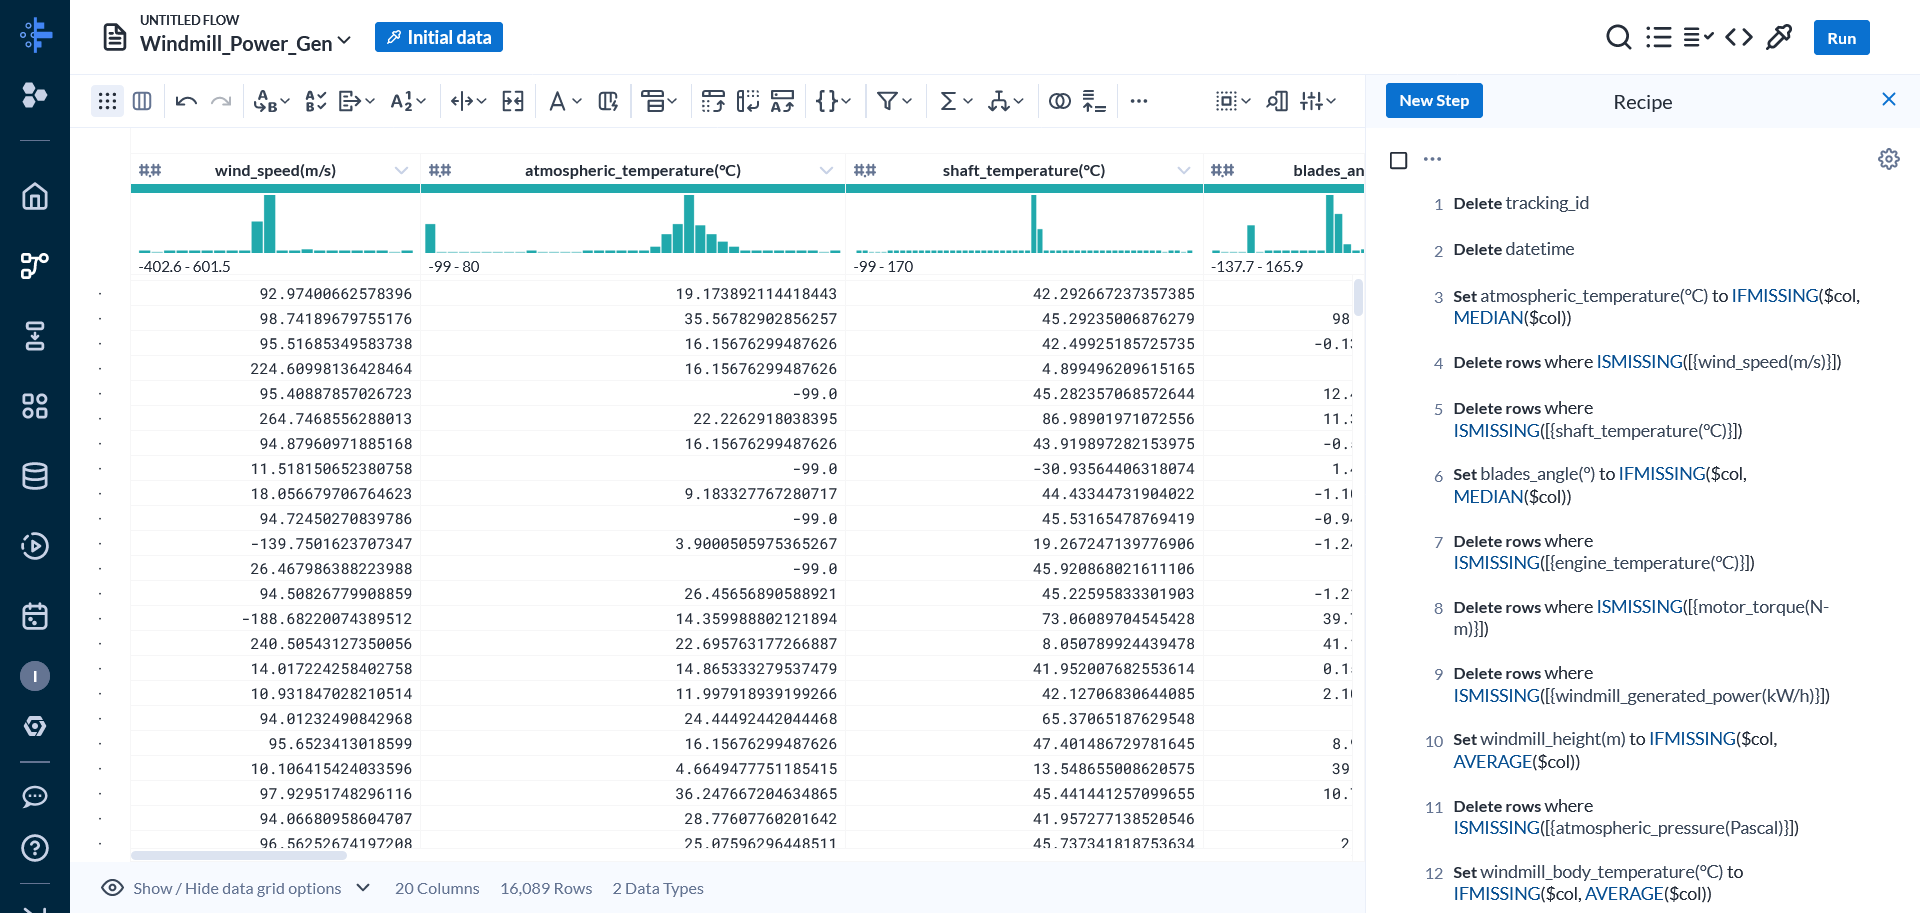 UNTITLED FLOW
Windmill_Power_Gen
Initial data
Run
New Step
Recipe
## wind_speed(m/s)
## atmospheric_temperature(°C)
## shaft_temperature(°C)
## blades_an
-402.6 - 601.5
-99 - 80
-99 - 170
-137.7 - 165.9
92.97400662578396 19.173892114418443 42.292667237357385
98.74189679755176 35.56782902856257 45.29235006876279 98
95.51685349583738 16.15676299487626 42.49925185725735 -0.13
224.60998136428464 16.15676299487626 4.899496209615165
95.40887857026723 -99.0 45.282357068572644 12.4
264.7468556288013 22.2262918038395 86.98901971072556 11.3
94.87960971885168 16.15676299487626 43.919897282153975 -0.
11.518150652380758 -99.0 -30.93564406318074 1.4
18.056679706764623 9.183327767280717 44.43344731904022 -1.10
94.72450270839786 -99.0 45.53165478769419 -0.94
-139.7501623707347 3.9000505975365267 19.267247139776906 -1.24
26.467986388223988 -99.0 45.920868021611106
94.50826779908859 26.45656890588921 45.22595833301903 -1.2
-188.68220074389512 14.359988802121894 73.06089704545428 39.
240.50543127350056 22.695763177266887 8.050789924439478 41.
14.017224258402758 14.865333279537479 41.952007682553614 0.1
10.931847028210514 11.997918939199266 42.12706830644085 2.10
94.01232490842968 24.44492442044468 65.37065187629548
95.6523413018599 16.15676299487626 47.401486729781645 8.
10.106415424033596 4.6649477751185415 13.548655008620575 39
97.92951748296116 36.247667204634865 45.441441257099655 10.
94.06680958604707 28.77607760201642 41.957277138520546
96.56252674197208 25.07596296448511 45.737341818753634 2
I
Show / Hide data grid options
20 Columns
16,089 Rows
2 Data Types
1 Delete tracking_id
2 Delete datetime
3 Set atmospheric_temperature(°C) to IFMISSING($col,
MEDIAN($col))
4 Delete rows where ISMISSING([{wind_speed(m/s)}])
5 Delete rows where
ISMISSING([{shaft_temperature(°C)}])
6 Set blades_angle(°) to IFMISSING($col,
MEDIAN($col))
7 Delete rows where
ISMISSING([{engine_temperature(°C)}])
8 Delete rows where ISMISSING([{motor_torque(N-
m)}])
9 Delete rows where
ISMISSING([{windmill_generated_power(kW/h)}])
10 Set windmill_height(m) to IFMISSING($col,
AVERAGE($col))
11 Delete rows where
ISMISSING([{atmospheric_pressure(Pascal)}])
12 Set windmill_body_temperature(°C) to
IFMISSING($col, AVERAGE($col))